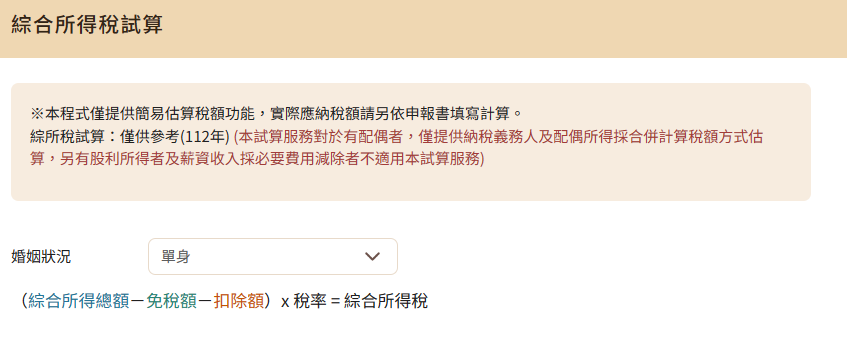 綜合所得稅試算
※本程式僅提供簡易估算稅額功能，實際應納稅額請另依申報書填寫計算。
綜所稅試算：僅供參考(112年) (本試算服務對於有配偶者，僅提供納稅義務人及配偶所得採合併計算稅額方式估
算，另有股利所得者及薪資收入採必要費用減除者不適用本試算服務)
婚姻狀況 單身
（綜合所得總額－免稅額－扣除額）x 稅率 = 綜合所得稅